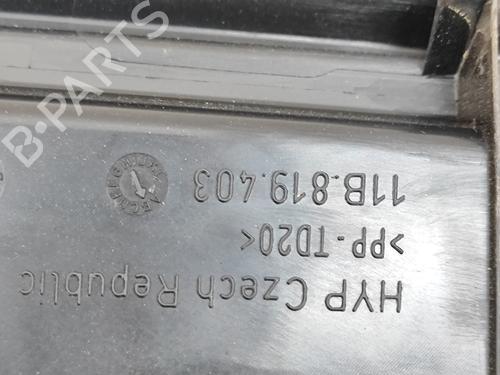 HYP Czech Republic
>PP-TD20<
11B.819.403
B-PARTS